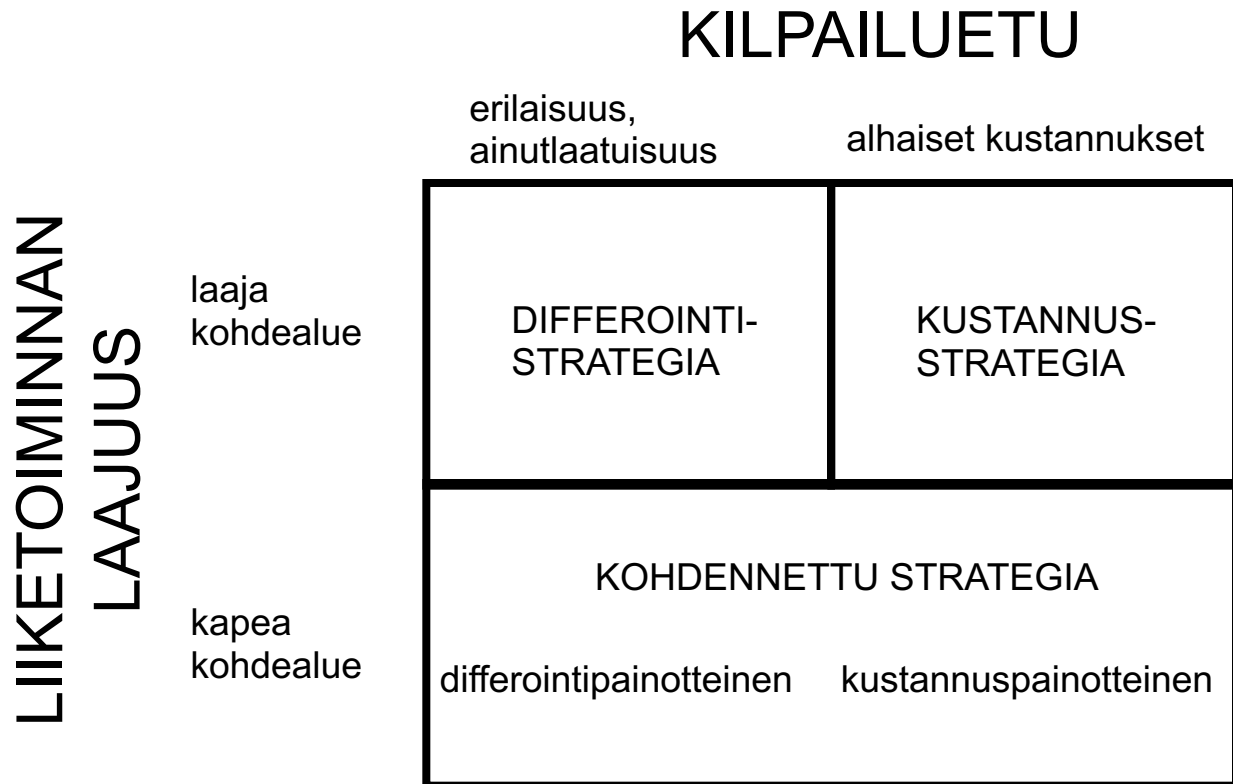 KILPAILUETU
erilaisuus,
ainutlaatuisuus
alhaiset kustannukset
LIIKETOIMINNAN
LAAJUUS
laaja
kohdealue
DIFFEROINTI-
STRATEGIA
KUSTANNUS-
STRATEGIA
kapea
kohdealue
KOHDENNETTU STRATEGIA
differointipainotteinen
kustannuspainotteinen